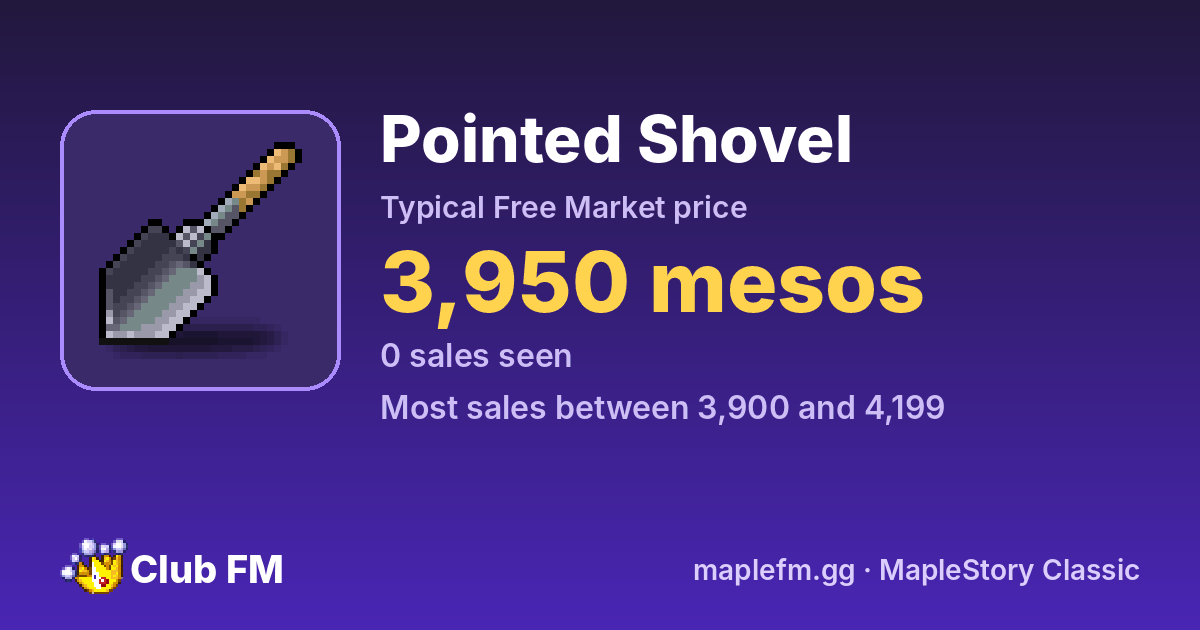 Pointed Shovel
Typical Free Market price
3,950 mesos
0 sales seen
Most sales between 3,900 and 4,199
Club FM
maplefm.gg · MapleStory Classic